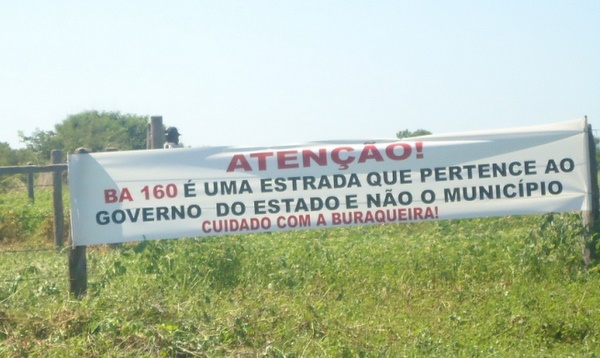 ATENÇÃO!
BA 160 É UMA ESTRADA QUE PERTENCE AO
GOVERNO DO ESTADO E NÃO O MUNICÍPIO
CUIDADO COM A BURAQUEIRA!